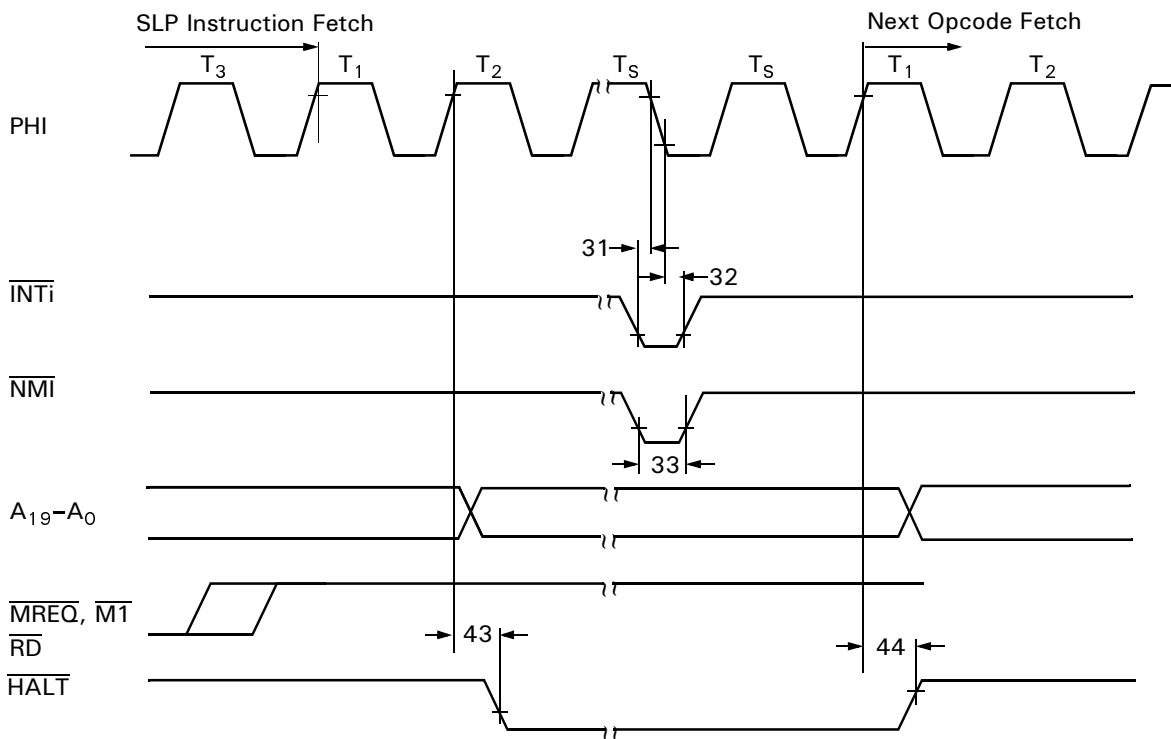 SLP Instruction Fetch
Next Opcode Fetch
T3 T1 T2 TS TS T1 T2
PHI
31
32
INTi
NMI
33
A19–A0
MREQ, M1
RD
43
44
HALT